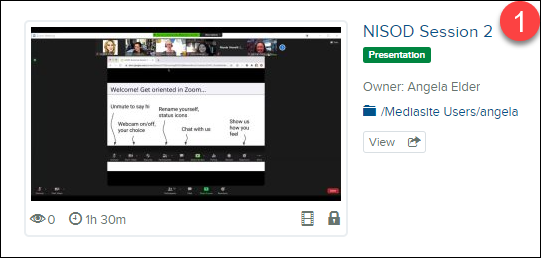 NISOD Session 2
1
Presentation
Owner: Angela Elder
/Mediasite Users/angela
View
Welcome! Get oriented in Zoom...
Unmute to say hi
Rename yourself,
status icons
Webcam on/off,
your choice
Chat with us
Show us
how you
feel
0
1h 30m